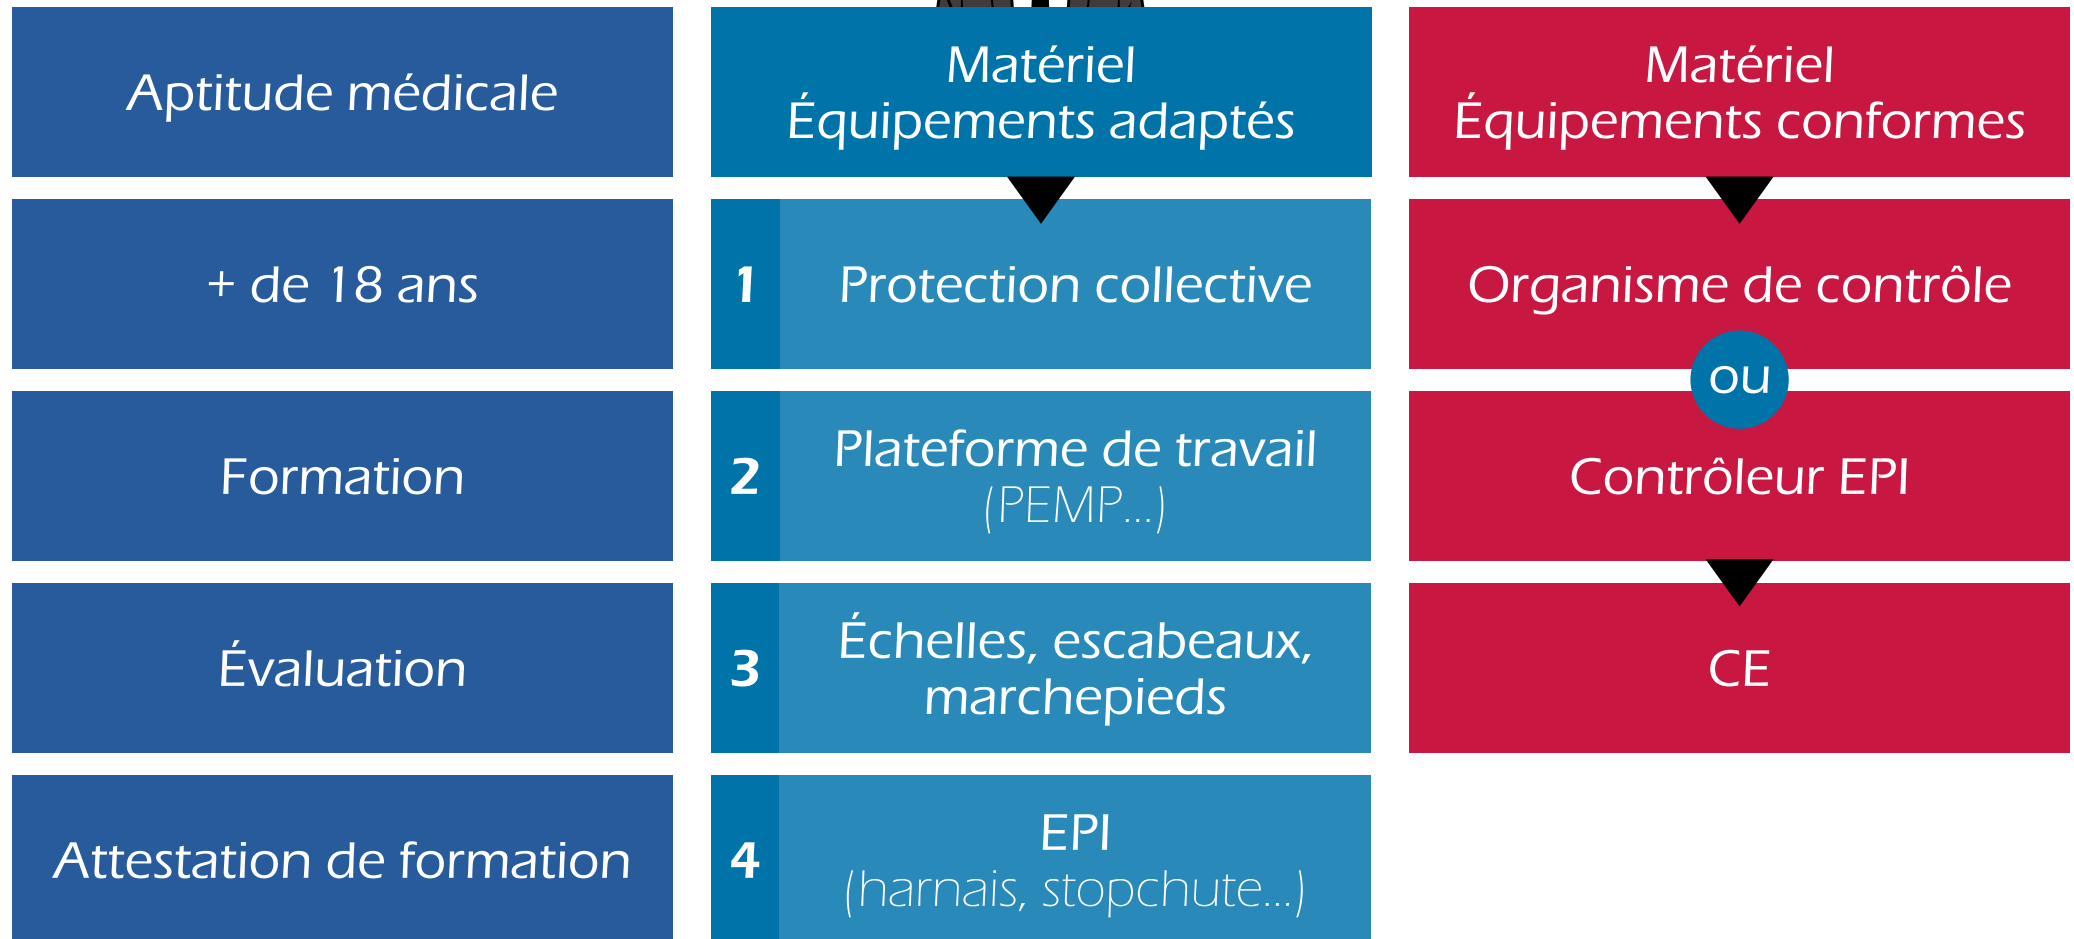 Aptitude médicale
+ de 18 ans
Formation
Évaluation
Attestation de formation
Matériel
Équipements adaptés
1
Protection collective
2
Plateforme de travail
(PEMP...)
3
Échelles, escabeaux,
marchepieds
4
EPI
(harnais, stopchute...)
Matériel
Équipements conformes
Organisme de contrôle
ou
Contrôleur EPI
CE